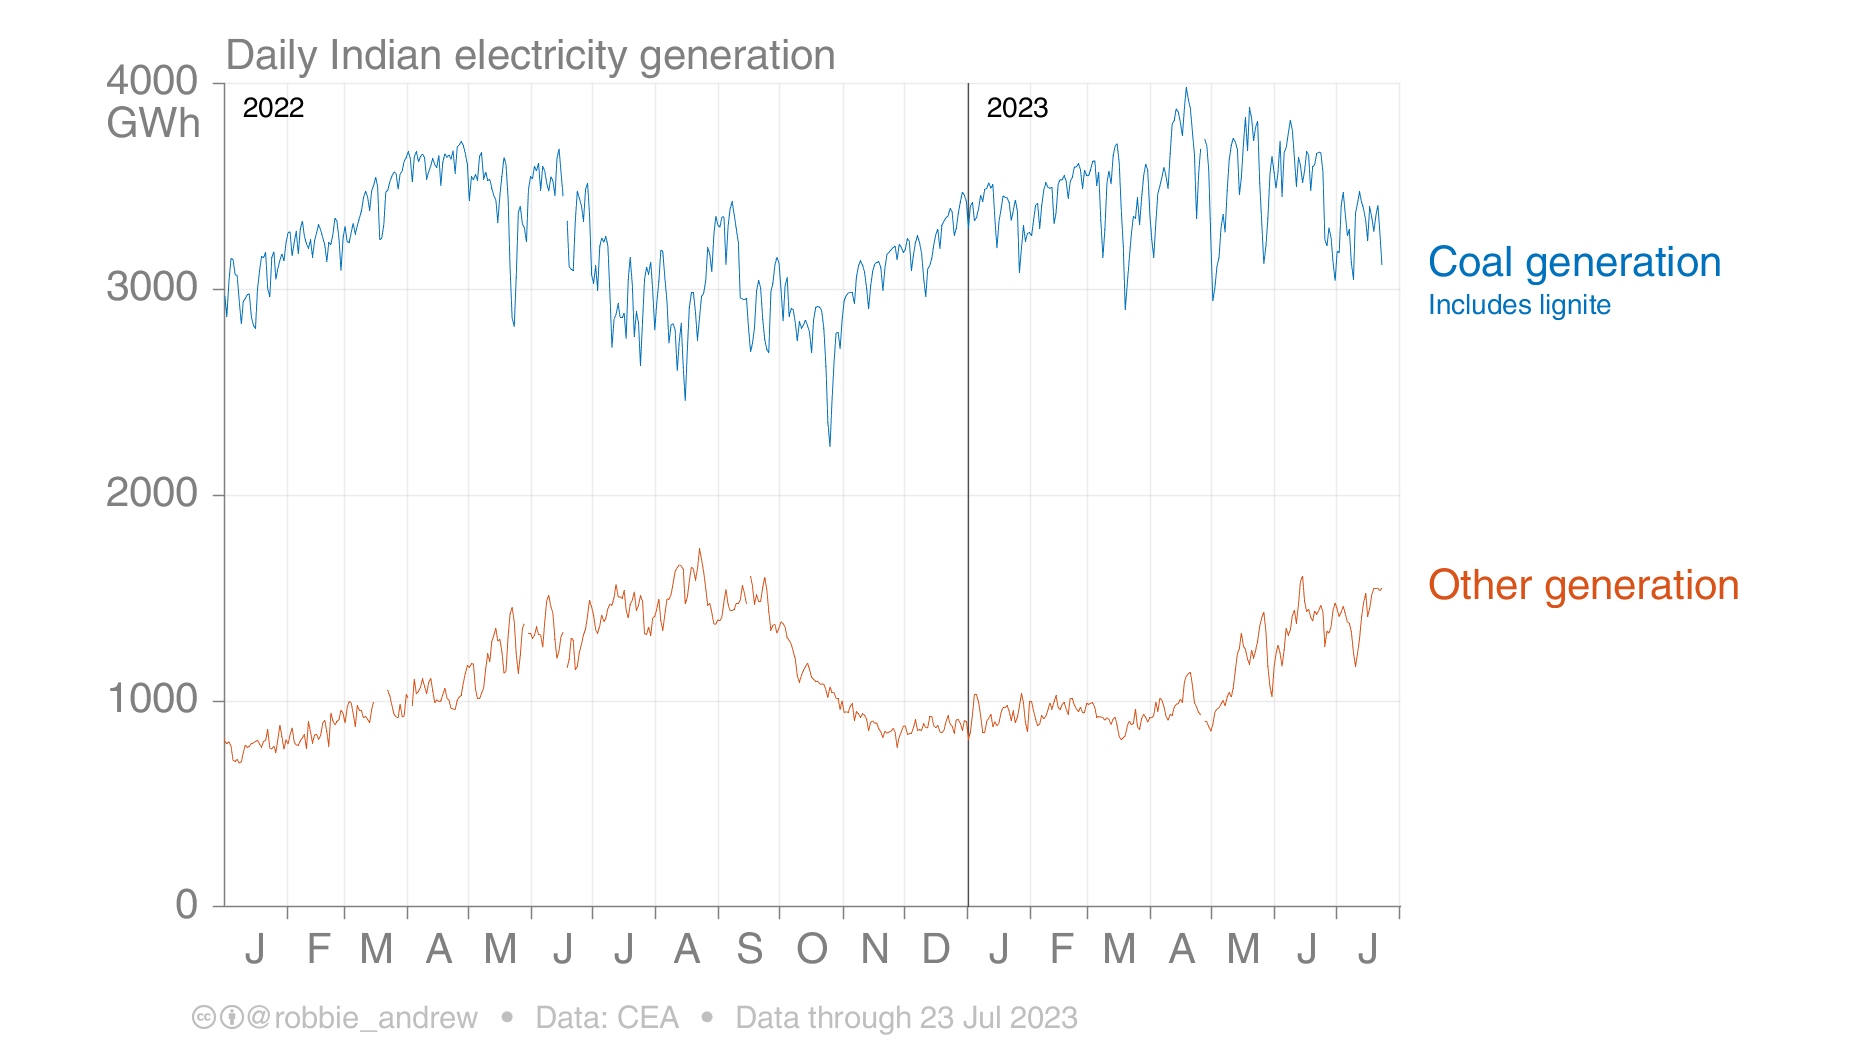 Daily Indian electricity generation
4000
GWh
2022
2023
3000
2000
1000
0
Coal generation
Includes lignite
Other generation
J F M A M J J A S O N D J F M A M J J
cc @robbie_andrew • Data: CEA • Data through 23 Jul 2023